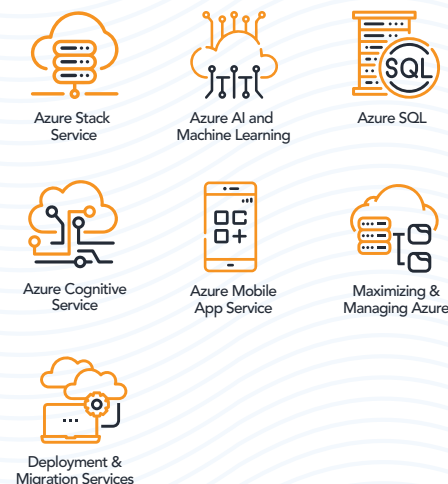 SQL
Azure Stack
Service
Azure AI and
Machine Learning
Azure SQL
Azure Cognitive
Service
Azure Mobile
App Service
Maximizing &
Managing Azure
Deployment &
Migration Services